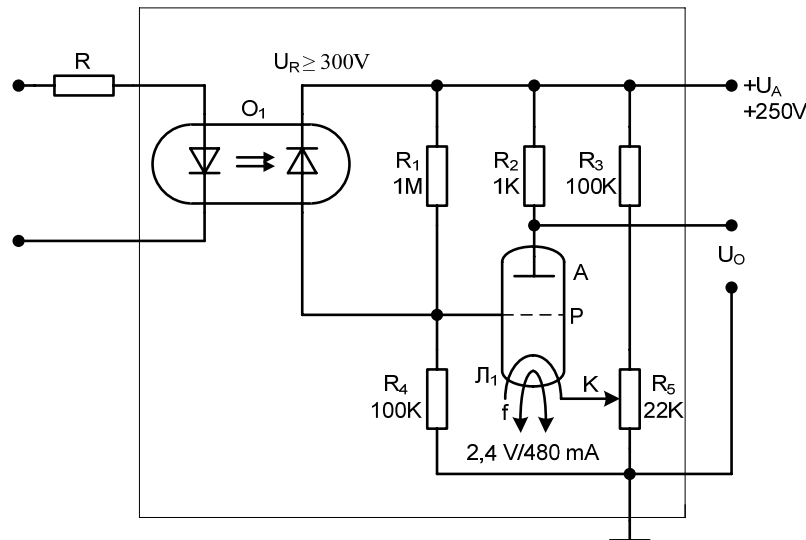 R
U_R ≥ 300V
O₁
+U_A
+250V
R₁
1M
R₂
1K
R₃
100K
U_O
A
P
R₄
100K
Л₁
f
K
R₅
22K
2,4 V/480 mA